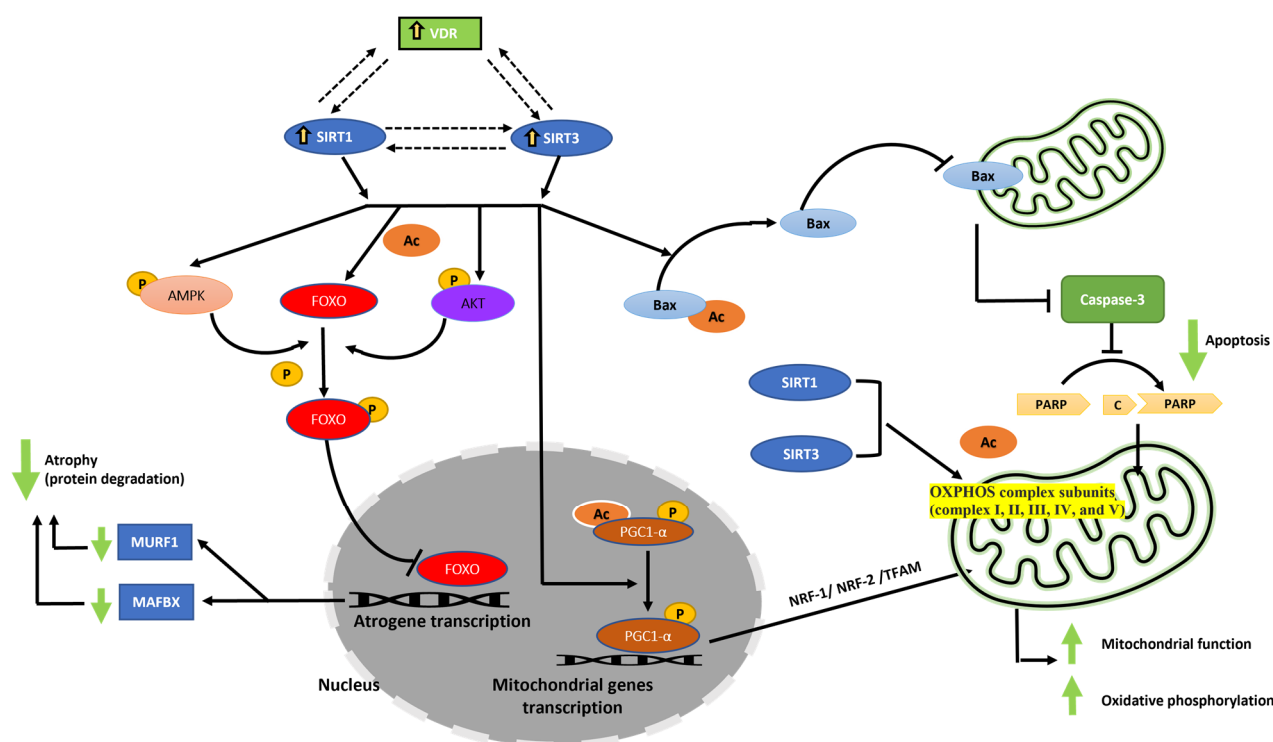 VDR
SIRT1
SIRT3
Ac
P
AMPK
FOXO
P
AKT
Bax
Ac
Bax
Bax
Caspase-3
Apoptosis
PARP
C
PARP
P
FOXO
P
SIRT1
SIRT3
Ac
OXPHOS complex subunits,
(complex I, II, III, IV, and V)
Atrophy
(protein degradation)
MURF1
MAFBX
FOXO
Atrogene transcription
Nucleus
Ac
P
PGC1-α
P
PGC1-α
Mitochondrial genes
transcription
NRF-1/ NRF-2 /TFAM
Mitochondrial function
Oxidative phosphorylation